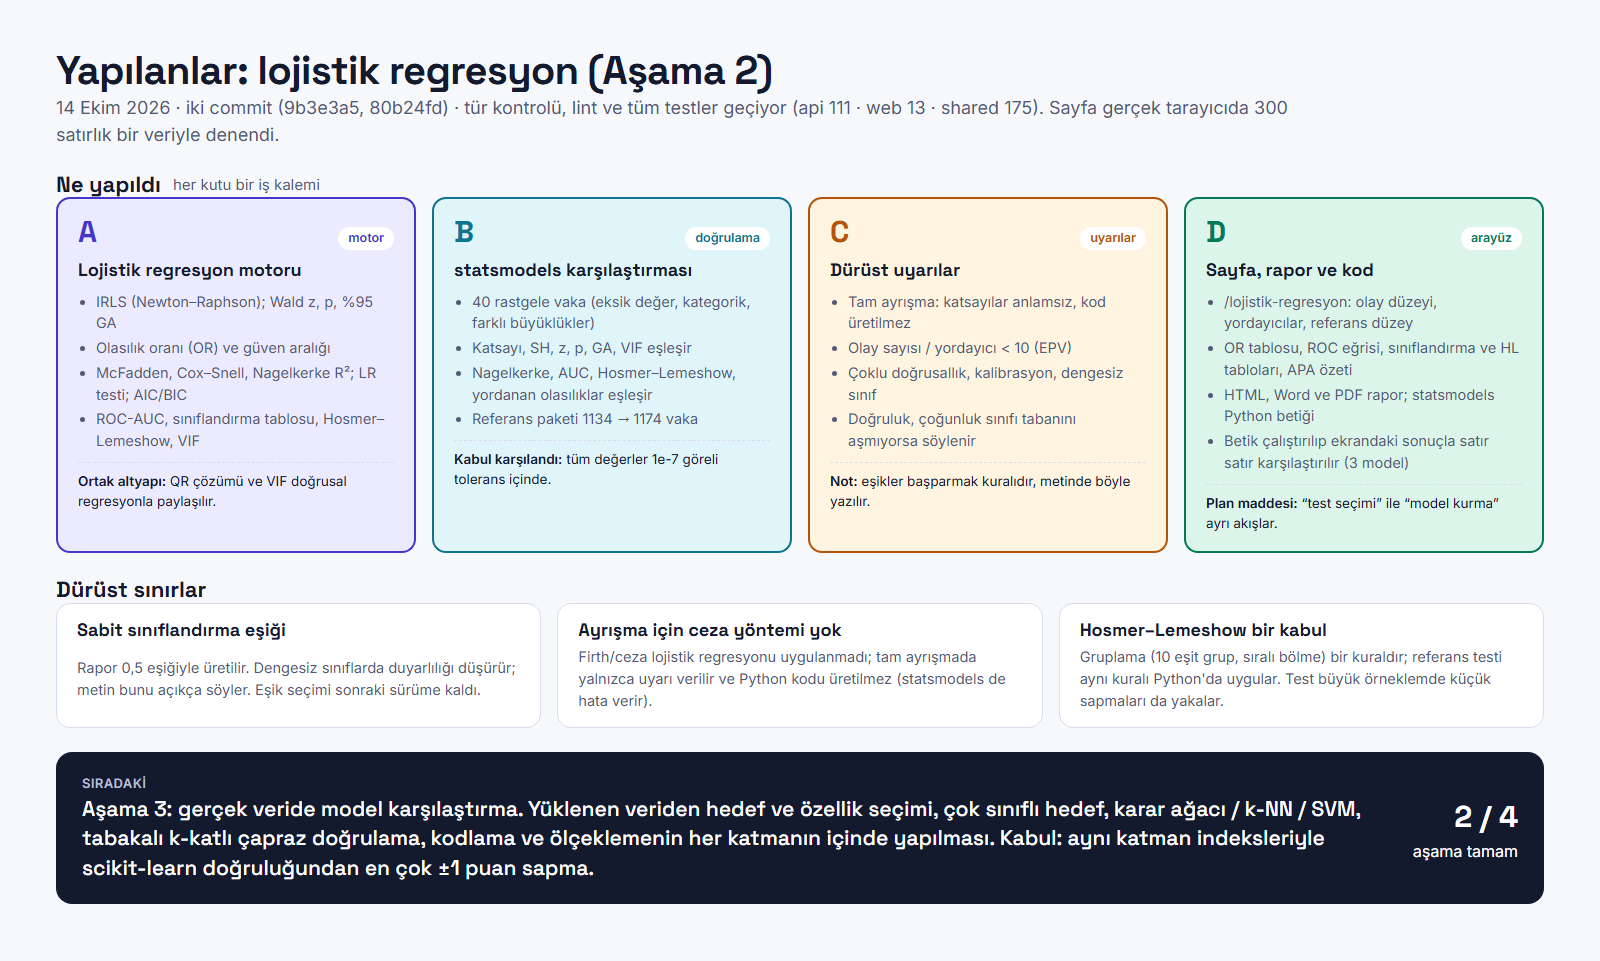 Yapılanlar: lojistik regresyon (Aşama 2)
14 Ekim 2026 · iki commit (9b3e3a5, 80b24fd) · tür kontrolü, lint ve tüm testler geçiyor (api 111 · web 13 · shared 175). Sayfa gerçek tarayıcıda 300
satırlık bir veriyle denendi.
Ne yapıldı her kutu bir iş kalemi
A
motor
Lojistik regresyon motoru
• IRLS (Newton–Raphson); Wald z, p, %95
GA
• Olasılık oranı (OR) ve güven aralığı
• McFadden, Cox–Snell, Nagelkerke R²; LR
testi; AIC/BIC
• ROC-AUC, sınıflandırma tablosu, Hosmer–
Lemeshow, VIF
Ortak altyapı: QR çözümü ve VIF doğrusal
regresyonla paylaşılır.
B
doğrulama
statsmodels karşılaştırması
• 40 rastgele vaka (eksik değer, kategorik,
farklı büyüklükler)
• Katsayı, SH, z, p, GA, VIF eşleşir
• Nagelkerke, AUC, Hosmer–Lemeshow,
yordanan olasılıklar eşleşir
• Referans paketi 1134 → 1174 vaka
Kabul karşılandı: tüm değerler 1e-7 göreli
tolerans içinde.
C
uyarılar
Dürüst uyarılar
• Tam ayrışma: katsayılar anlamsız, kod
üretilmez
• Olay sayısı / yordayıcı < 10 (EPV)
• Çoklu doğrusallık, kalibrasyon, dengesiz
sınıf
• Doğruluk, çoğunluk sınıfı tabanını
aşmıyorsa söylenir
Not: eşikler başparmak kuralıdır, metinde böyle
yazılır.
D
arayüz
Sayfa, rapor ve kod
• /lojistik-regresyon: olay düzeyi,
yordayıcılar, referans düzey
• OR tablosu, ROC eğrisi, sınıflandırma ve HL
tabloları, APA özeti
• HTML, Word ve PDF rapor; statsmodels
Python betiği
• Betik çalıştırılıp ekrandaki sonuçla satır
satır karşılaştırılır (3 model)
Plan maddesi: “test seçimi” ile “model kurma”
ayrı akışlar.
Dürüst sınırlar
Sabit sınıflandırma eşiği
Rapor 0,5 eşiğiyle üretilir. Dengesiz sınıflarda duyarlılığı düşürür;
metin bunu açıkça söyler. Eşik seçimi sonraki sürüme kaldı.
Ayrışma için ceza yöntemi yok
Firth/ceza lojistik regresyonu uygulanmadı; tam ayrışmada
yalnızca uyarı verilir ve Python kodu üretilmez (statsmodels de
hata verir).
Hosmer–Lemeshow bir kabul
Gruplama (10 eşit grup, sıralı bölme) bir kuraldır; referans testi
aynı kuralı Python'da uygular. Test büyük örneklemde küçük
sapmaları da yakalar.
SIRADAKİ
Aşama 3: gerçek veride model karşılaştırma. Yüklenen veriden hedef ve özellik seçimi, çok sınıflı hedef, karar ağacı / k-NN / SVM,
tabakalı k-katlı çapraz doğrulama, kodlama ve ölçeklemenin her katmanın içinde yapılması. Kabul: aynı katman indeksleriyle
scikit-learn doğruluğundan en çok ±1 puan sapma.
2 / 4
aşama tamam